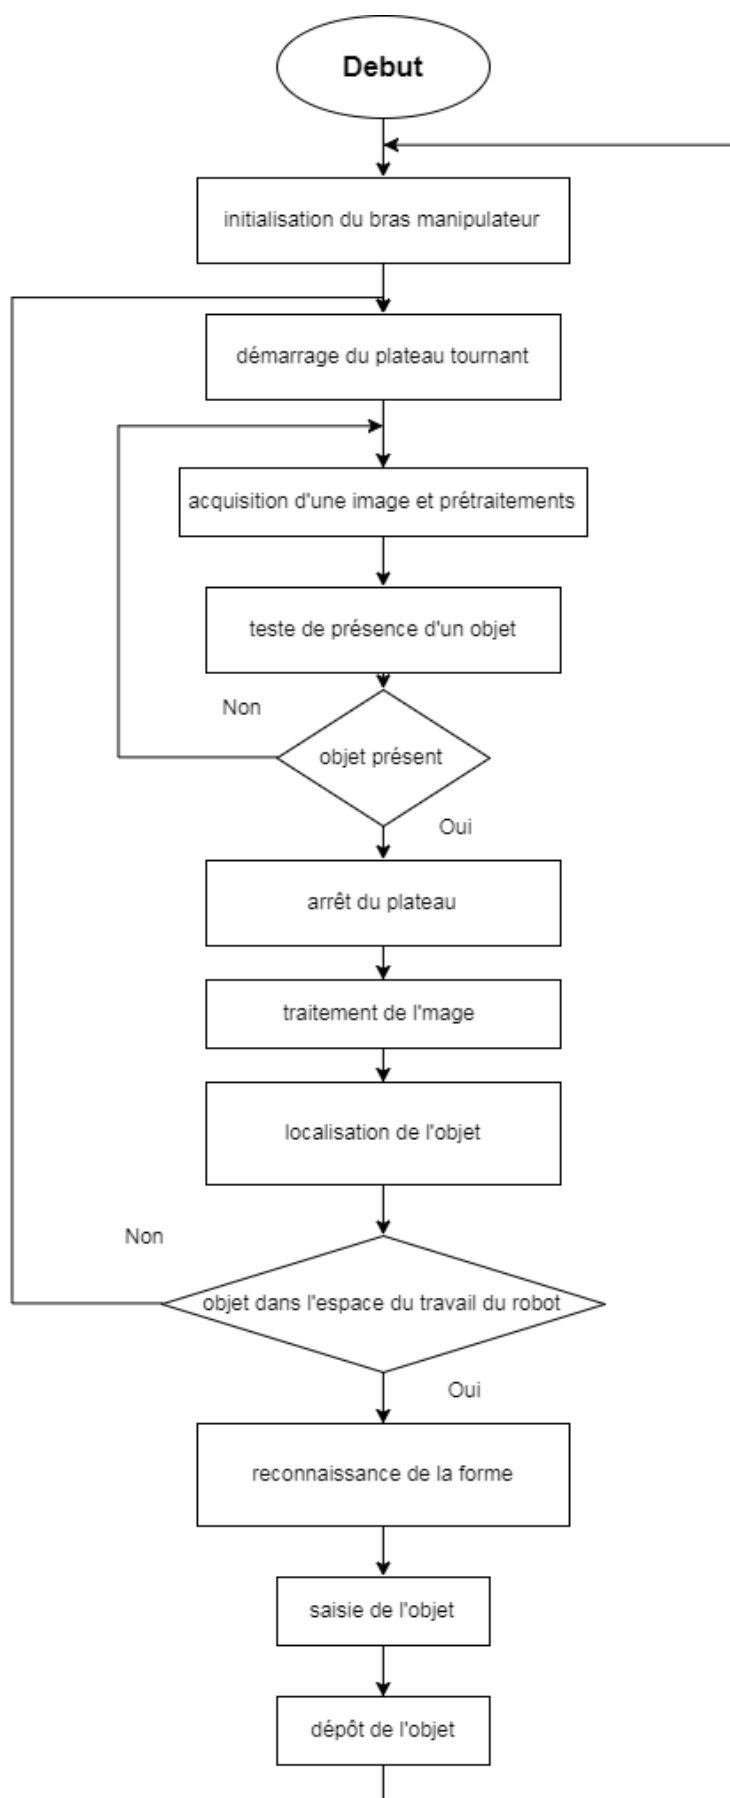 Debut
initialisation du bras manipulateur
démarrage du plateau tournant
acquisition d'une image et prétraitements
teste de présence d'un objet
Non
objet présent
Oui
arrêt du plateau
traitement de l'mage
localisation de l'objet
Non
objet dans l'espace du travail du robot
Oui
reconnaissance de la forme
saisie de l'objet
dépôt de l'objet